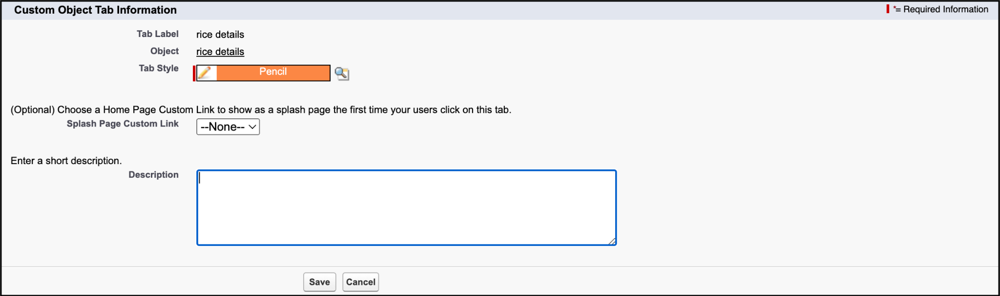 Custom Object Tab Information
*= Required Information
Tab Label rice details
Object rice details
Tab Style Pencil
(Optional) Choose a Home Page Custom Link to show as a splash page the first time your users click on this tab.
Splash Page Custom Link --None--
Enter a short description.
Description
Save Cancel